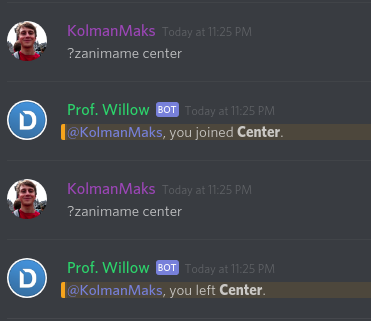 KolmanMaks Today at 11:25 PM
?zanimame center
Prof. Willow BOT Today at 11:25 PM
@KolmanMaks, you joined Center.
KolmanMaks Today at 11:25 PM
?zanimame center
Prof. Willow BOT Today at 11:25 PM
@KolmanMaks, you left Center.